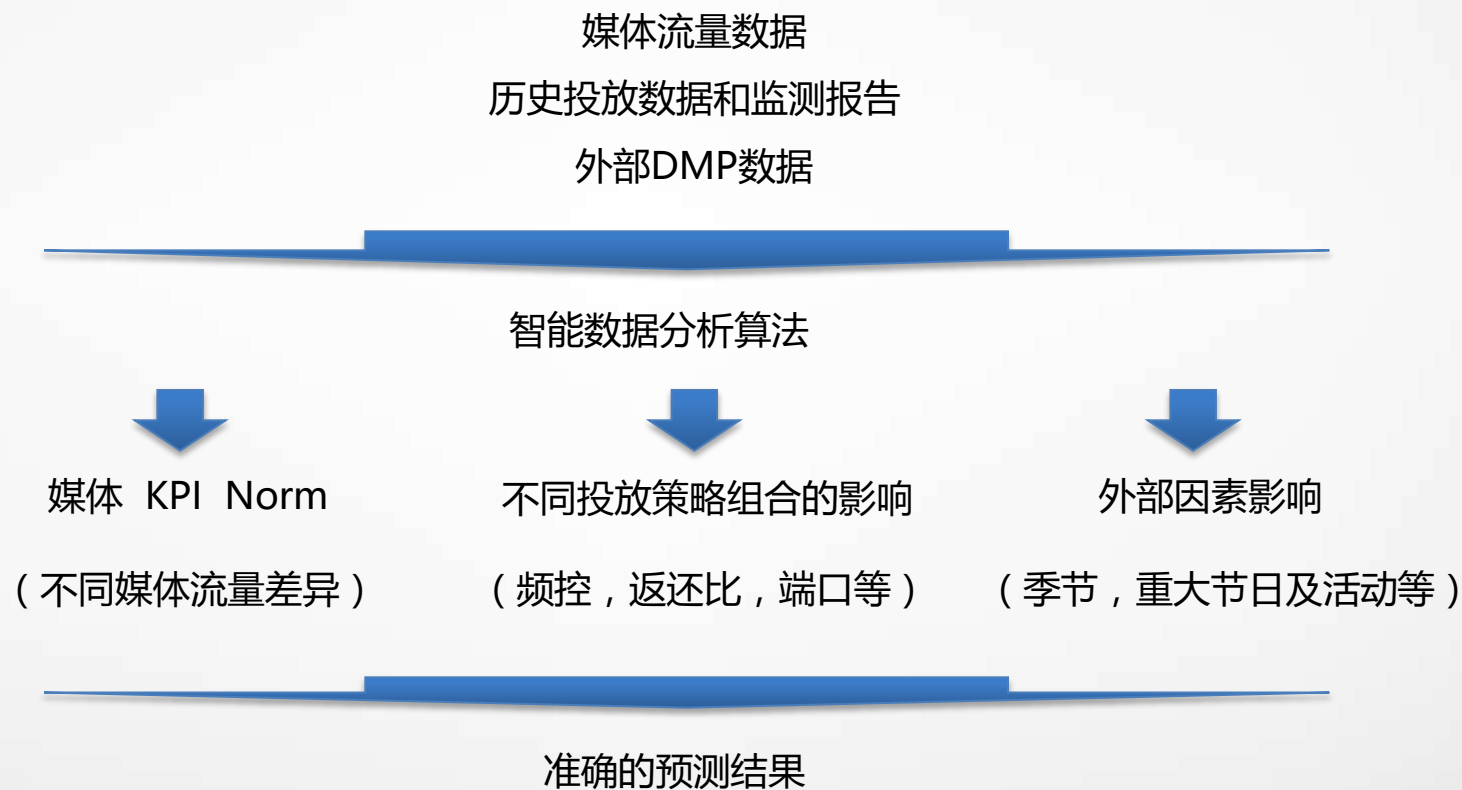 媒体流量数据
历史投放数据和监测报告
外部DMP数据
智能数据分析算法
媒体 KPI Norm
不同投放策略组合的影响
外部因素影响
（不同媒体流量差异）
（频控，返还比，端口等）
（季节，重大节日及活动等）
准确的预测结果